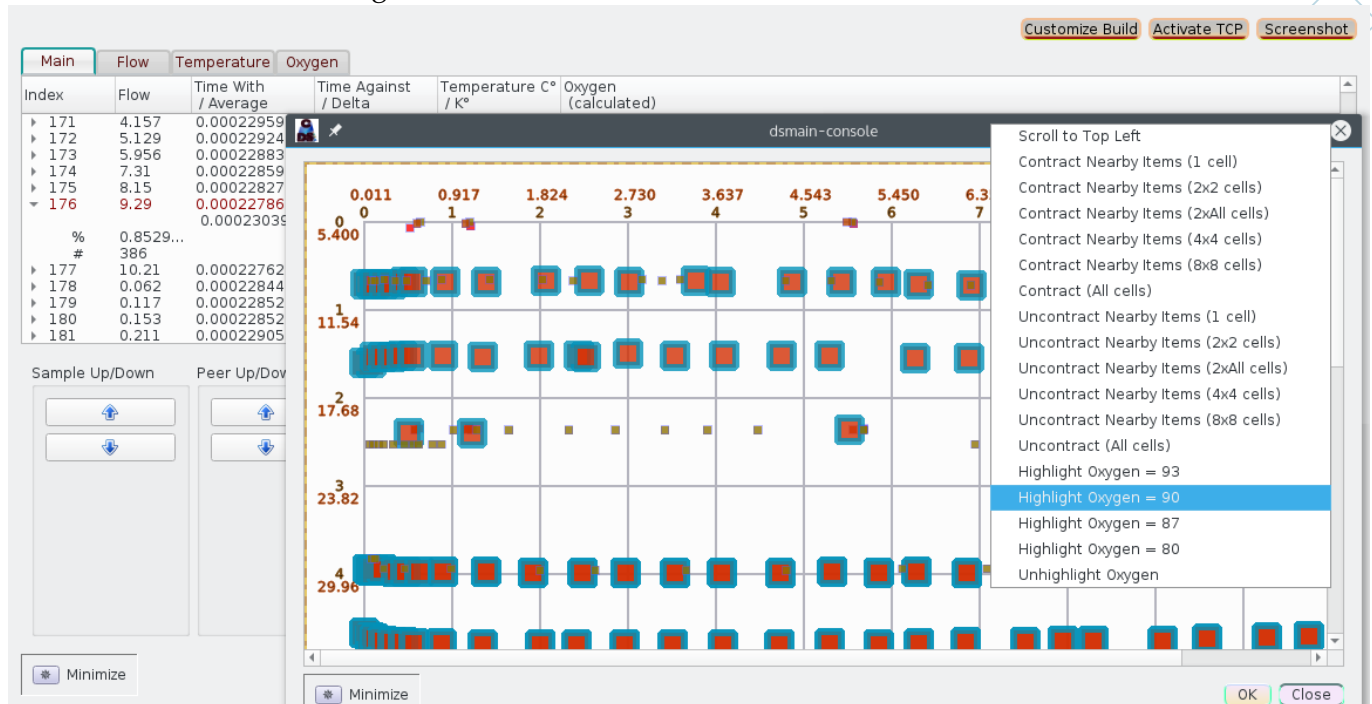 Customize Build Activate TCP Screenshot
Main Flow Temperature Oxygen
Index Flow Time With / Average Time Against / Delta Temperature C° / K° Oxygen (calculated)
171 4.157 0.00022959
172 5.129 0.00022924
173 5.956 0.00022883
174 7.31 0.00022859
175 8.15 0.00022827
176 9.29 0.00022786
0.00023039
% 0.8529...
# 386
177 10.21 0.00022762
178 0.062 0.00022844
179 0.117 0.00022852
180 0.153 0.00022852
181 0.211 0.00022905
Sample Up/Down Peer Up/Dow
Minimize
dsmain-console
0.011 0.917 1.824 2.730 3.637 4.543 5.450 6.3
0 1 2 3 4 5 6 7
0
5.400
1
11.54
2
17.68
3
23.82
4
29.96
Minimize
OK Close
Scroll to Top Left
Contract Nearby Items (1 cell)
Contract Nearby Items (2x2 cells)
Contract Nearby Items (2xAll cells)
Contract Nearby Items (4x4 cells)
Contract Nearby Items (8x8 cells)
Contract (All cells)
Uncontract Nearby Items (1 cell)
Uncontract Nearby Items (2x2 cells)
Uncontract Nearby Items (2xAll cells)
Uncontract Nearby Items (4x4 cells)
Uncontract Nearby Items (8x8 cells)
Uncontract (All cells)
Highlight Oxygen = 93
Highlight Oxygen = 90
Highlight Oxygen = 87
Highlight Oxygen = 80
Unhighlight Oxygen